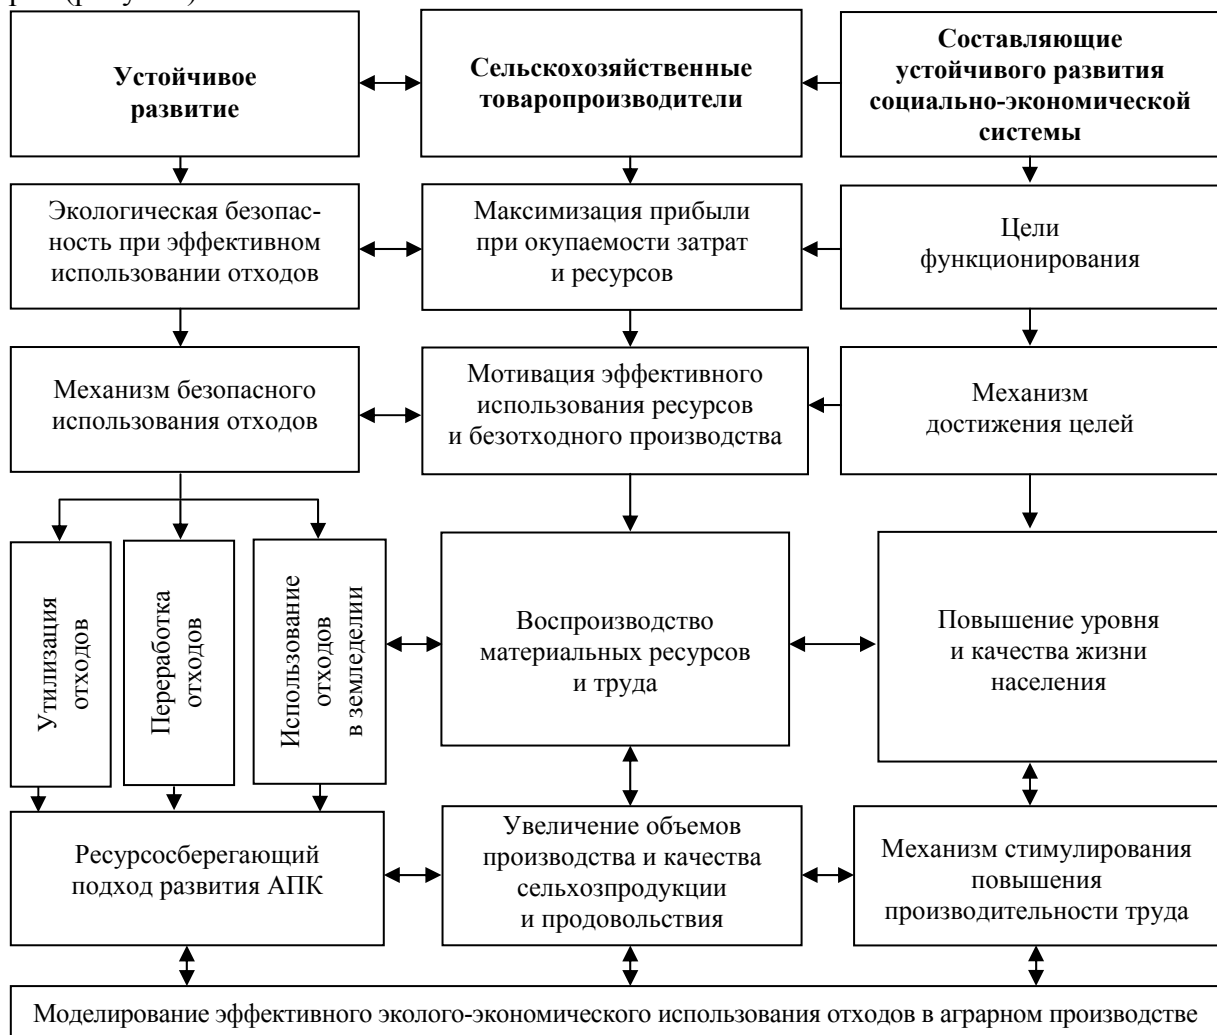 Устойчивое
развитие
Сельскохозяйственные
товаропроизводители
Составляющие
устойчивого развития
социально-экономической
системы
Экологическая безопас-
ность при эффективном
использовании отходов
Максимизация прибыли
при окупаемости затрат
и ресурсов
Цели
функционирования
Механизм безопасного
использования отходов
Мотивация эффективного
использования ресурсов
и безотходного производства
Механизм
достижения целей
Утилизация
отходов
Переработка
отходов
Использование
отходов
в земледелии
Воспроизводство
материальных ресурсов
и труда
Повышение уровня
и качества жизни
населения
Ресурсосберегающий
подход развития АПК
Увеличение объемов
производства и качества
сельхозпродукции
и продовольствия
Механизм стимулирования
повышения
производительности труда
Моделирование эффективного эколого-экономического использования отходов в аграрном производстве